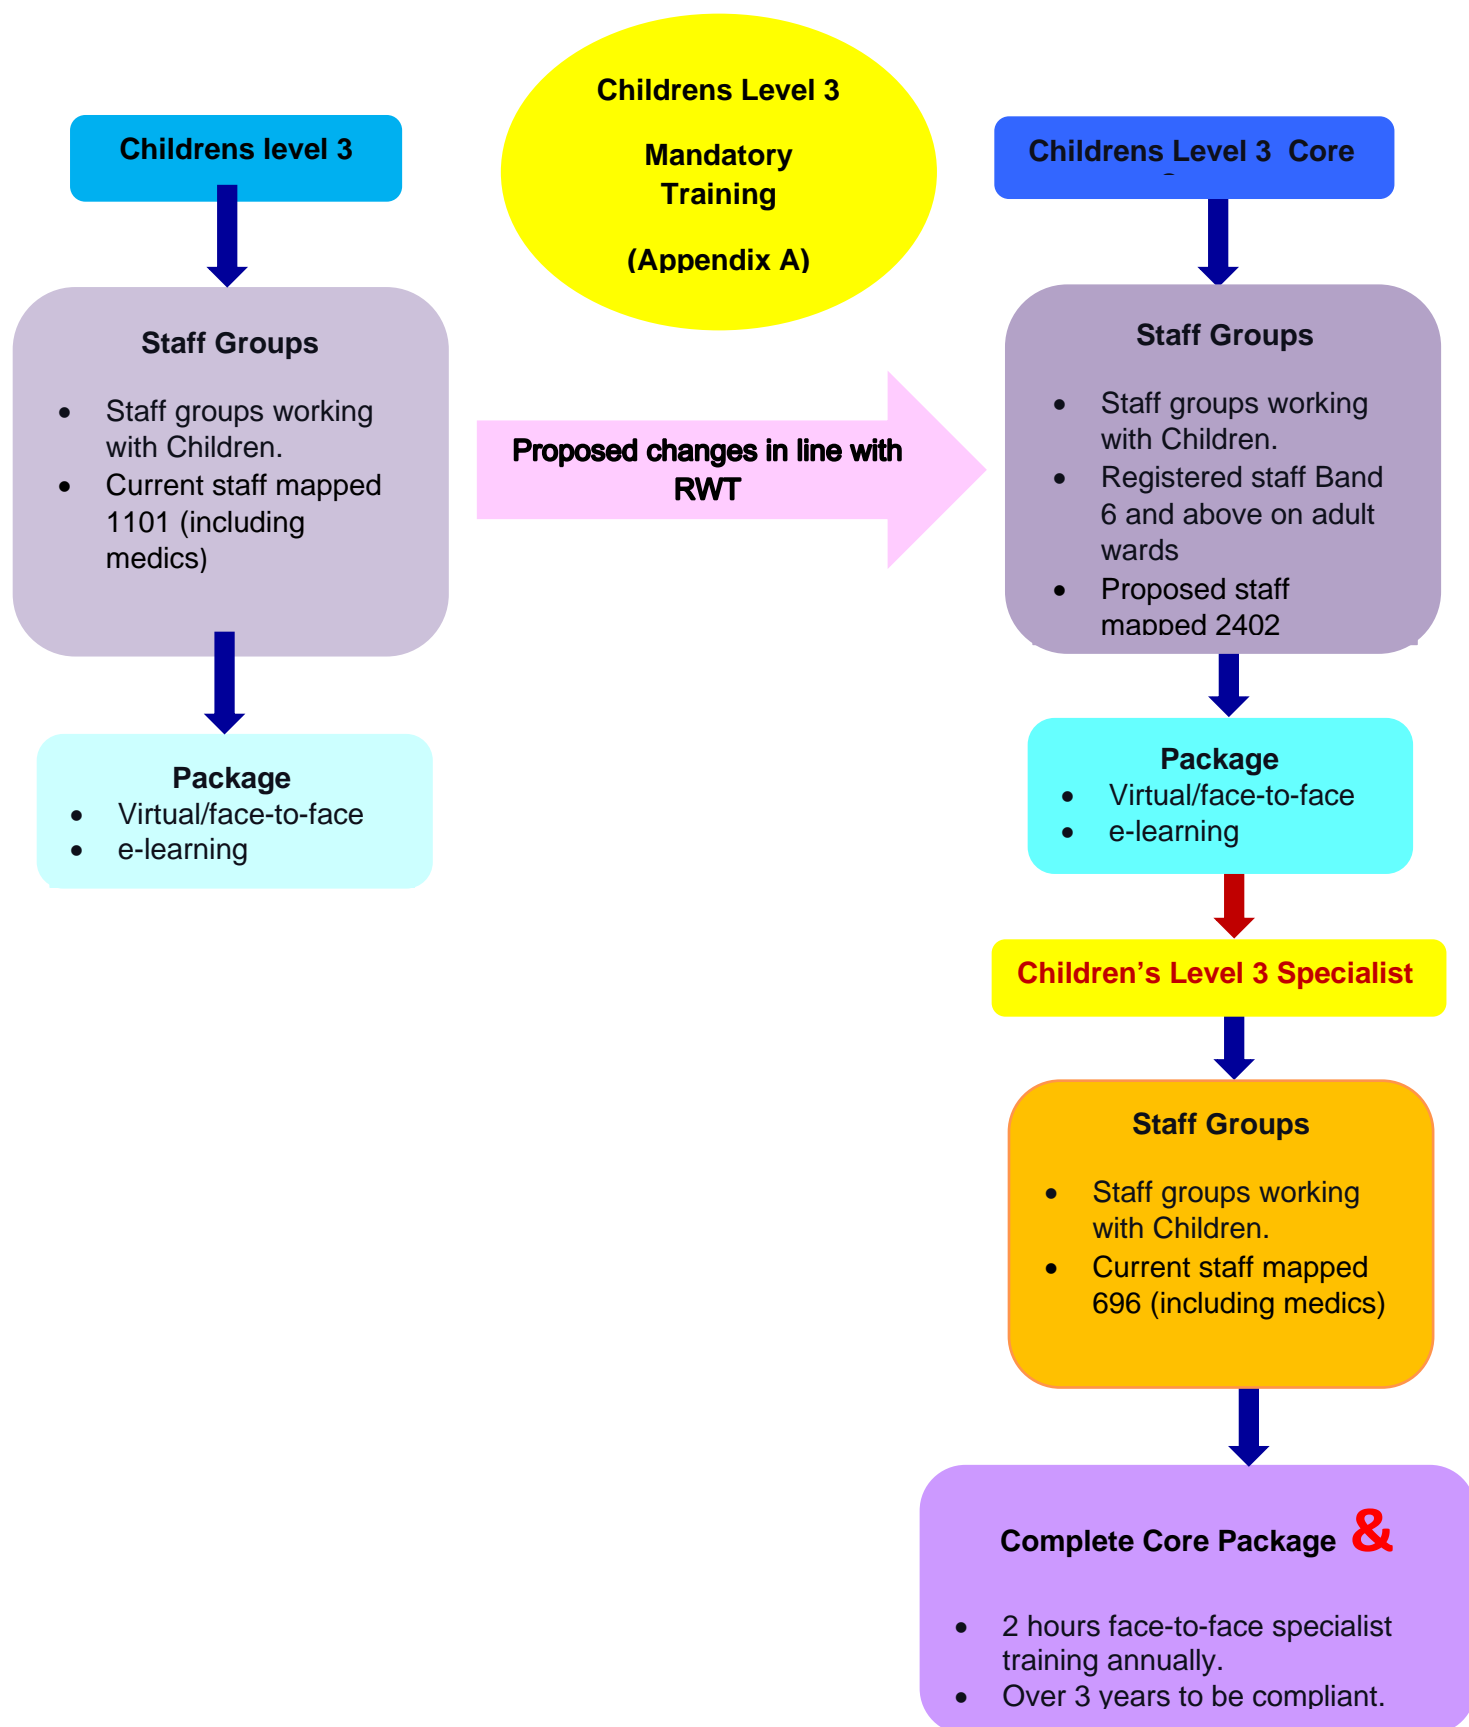 Childrens Level 3
Mandatory
Training
(Appendix A)
Childrens level 3
Staff Groups
• Staff groups working
with Children.
• Current staff mapped
1101 (including
medics)
Package
• Virtual/face-to-face
• e-learning
Proposed changes in line with
RWT
Childrens Level 3  Core
Staff Groups
• Staff groups working
with Children.
• Registered staff Band
6 and above on adult
wards
• Proposed staff
mapped 2402
Package
• Virtual/face-to-face
• e-learning
Children’s Level 3 Specialist
Staff Groups
• Staff groups working
with Children.
• Current staff mapped
696 (including medics)
Complete Core Package &
• 2 hours face-to-face specialist
training annually.
• Over 3 years to be compliant.